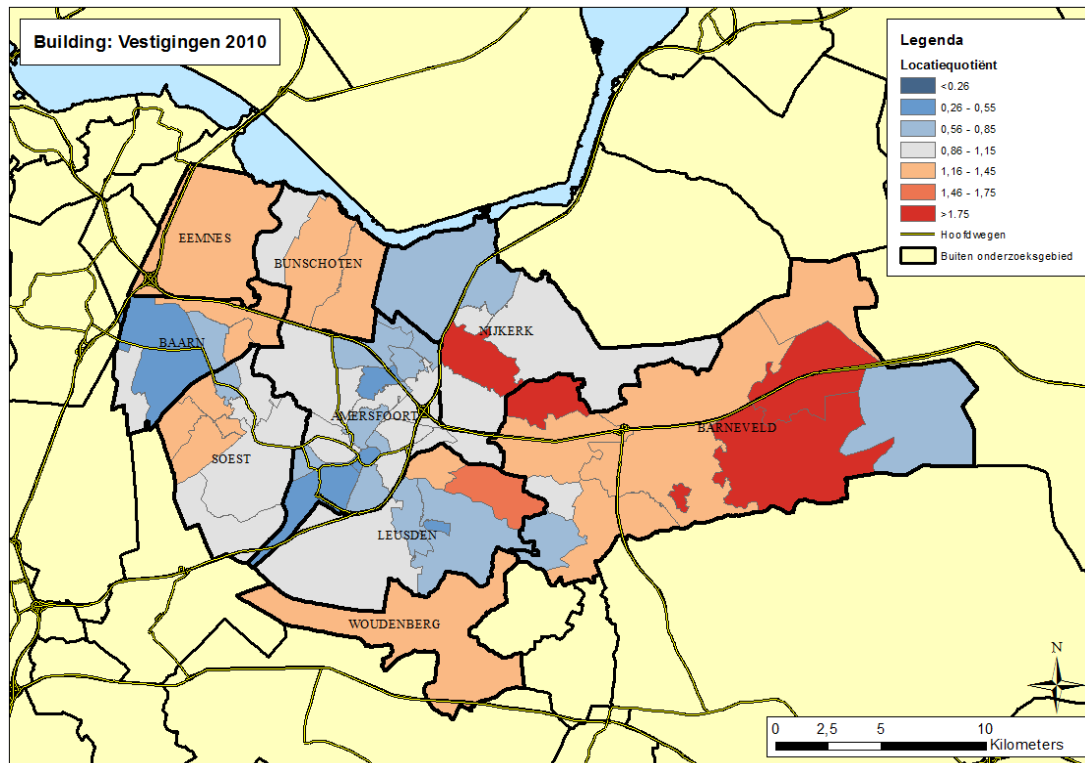 Building: Vestigingen 2010
Legenda
Locatiequotiënt
<0.26
0,26 - 0,55
0,56 - 0,85
0,86 - 1,15
1,16 - 1,45
1,46 - 1,75
>1.75
Hoofdwegen
Buiten onderzoeksgebied
EEMNES
BUNSCHOTEN
NIJKERK
BAARN
AMERSFOORT
BARNEVELD
SOEST
LEUSDEN
WOUDENBERG
N
0 2,5 5 10
Kilometers